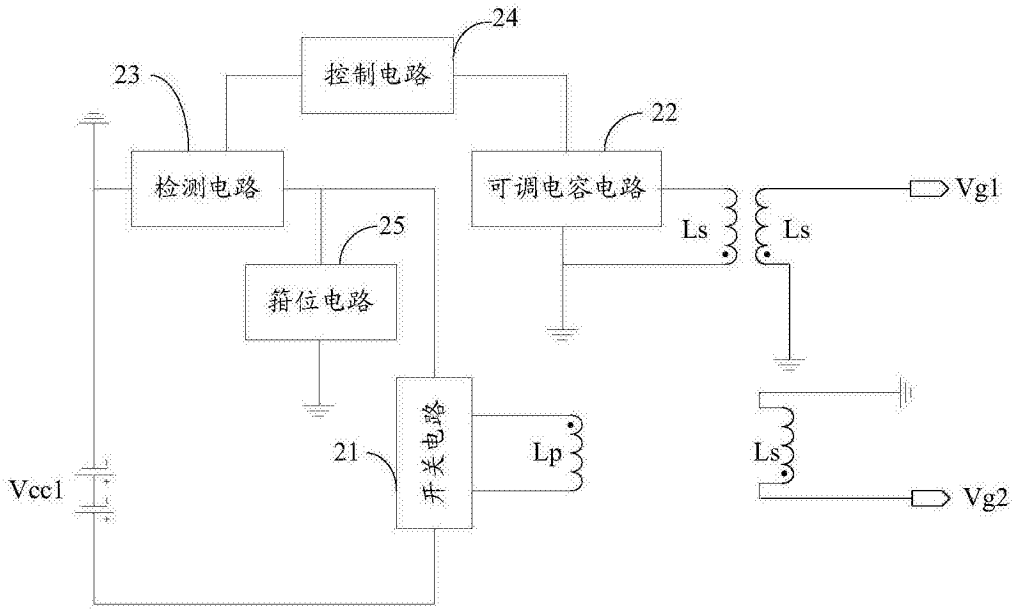 24
控制电路
23
22
检测电路
可调电容电路
Vg1
Ls
Ls
25
箝位电路
21
开关电路
Lp
Ls
Vcc1
Vg2